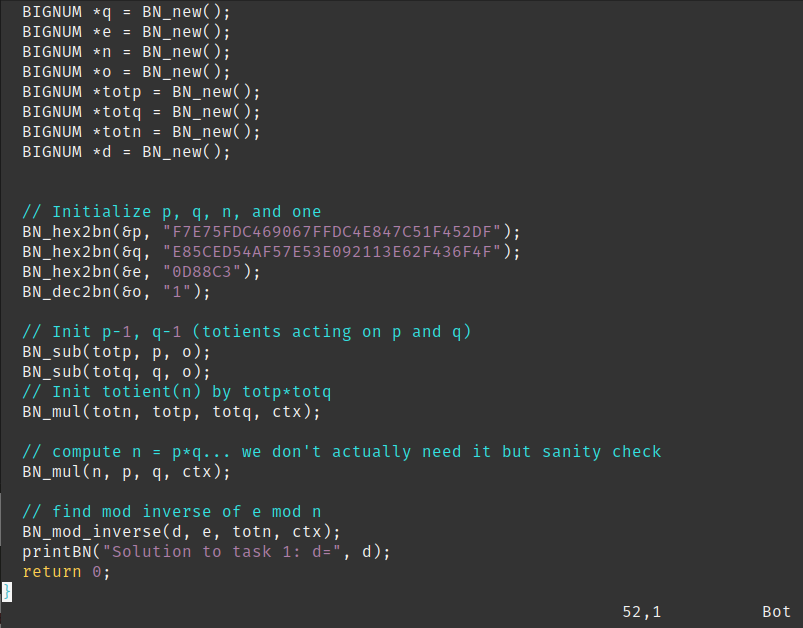 BIGNUM *q = BN_new();
BIGNUM *e = BN_new();
BIGNUM *n = BN_new();
BIGNUM *o = BN_new();
BIGNUM *totp = BN_new();
BIGNUM *totq = BN_new();
BIGNUM *totn = BN_new();
BIGNUM *d = BN_new();
// Initialize p, q, n, and one
BN_hex2bn(&p, "F7E75FDC469067FFDC4E847C51F452DF");
BN_hex2bn(&q, "E85CED54AF57E53E092113E62F436F4F");
BN_hex2bn(&e, "0D88C3");
BN_dec2bn(&o, "1");
// Init p-1, q-1 (totients acting on p and q)
BN_sub(totp, p, o);
BN_sub(totq, q, o);
// Init totient(n) by totp*totq
BN_mul(totn, totp, totq, ctx);
// compute n = p*q... we don't actually need it but sanity check
BN_mul(n, p, q, ctx);
// find mod inverse of e mod n
BN_mod_inverse(d, e, totn, ctx);
printBN("Solution to task 1: d=", d);
return 0;
}
52,1 Bot